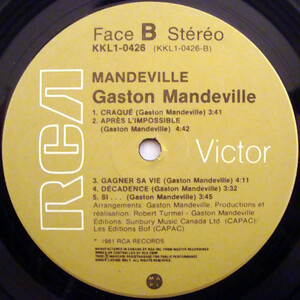 Face B Stéréo
KKL1-0426 (KKL1-0426-B)
MANDEVILLE
Gaston Mandeville
1. CRAQUÉ (Gaston Mandeville) 3:41
2. APRÈS L'IMPOSSIBLE
(Gaston Mandeville) 4:42
RCA
Victor
3. GAGNER SA VIE (Gaston Mandeville) 4:11
4. DÉCADENCE (Gaston Mandeville) 3:32
5. SI... (Gaston Mandeville) 3:45
Arrangements: Gaston Mandeville. Productions et
réalisation: Robert Turmel - Gaston Mandeville
Editions Sunbury Music Canada Ltd (CAPAC)
Les Editions Bof (CAPAC)
1981 RCA RECORDS